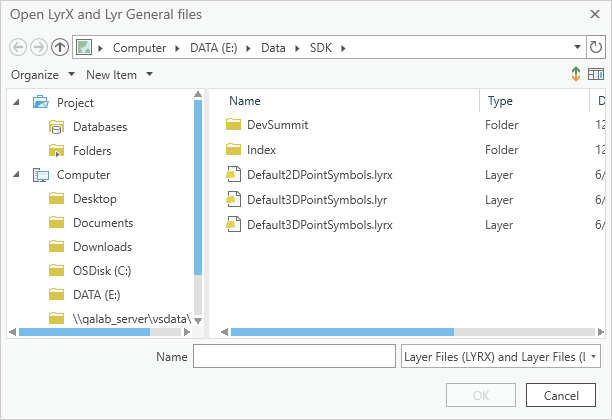 Open LyrX and Lyr General files
Computer DATA (E:) Data SDK
Organize New Item
Project
Databases
Folders
Computer
Desktop
Documents
Downloads
OSDisk (C:)
DATA (E:)
\\qalab_server\vsdata\
Name Type D
DevSummit Folder 12
Index Folder 12
Default2DPointSymbols.lyrx Layer 6/
Default3DPointSymbols.lyr Layer 6/
Default3DPointSymbols.lyrx Layer 6/
Name Layer Files (LYRX) and Layer Files (L
OK Cancel